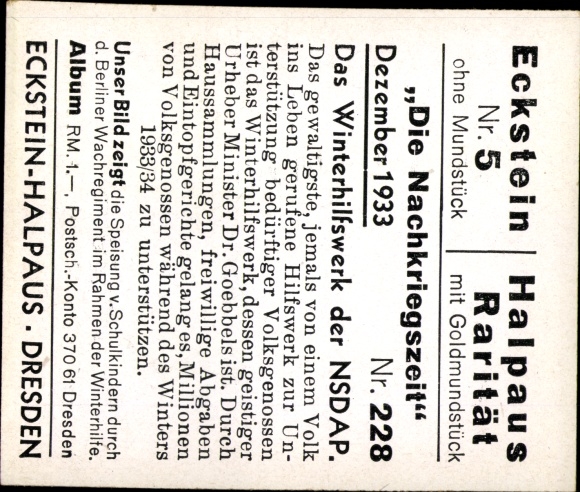 Eckstein Halpaus
Nr. 5 Rarität
ohne Mundstück mit Goldmundstück
„Die Nachkriegszeit“
Dezember 1933 Nr. 228
Das Winterhilfswerk der NSDAP.
Das gewaltigste, jemals von einem Volk
ins Leben gerufene Hilfswerk zur Un-
terstützung bedürftiger Volksgenossen
ist das Winterhilfswerk, dessen geistiger
Urheber Minister Dr. Goebbels ist. Durch
Haussammlungen, freiwillige Abgaben
und Eintopfgerichte gelang es, Millionen
von Volksgenossen während des Winters
1933/34 zu unterstützen.
Unser Bild zeigt die Speisung v. Schulkindern durch
d. Berliner Wachregiment im Rahmen der Winterhilfe.
Album RM. 1.—, Postsch.-Konto 370 61 Dresden
ECKSTEIN-HALPAUS · DRESDEN